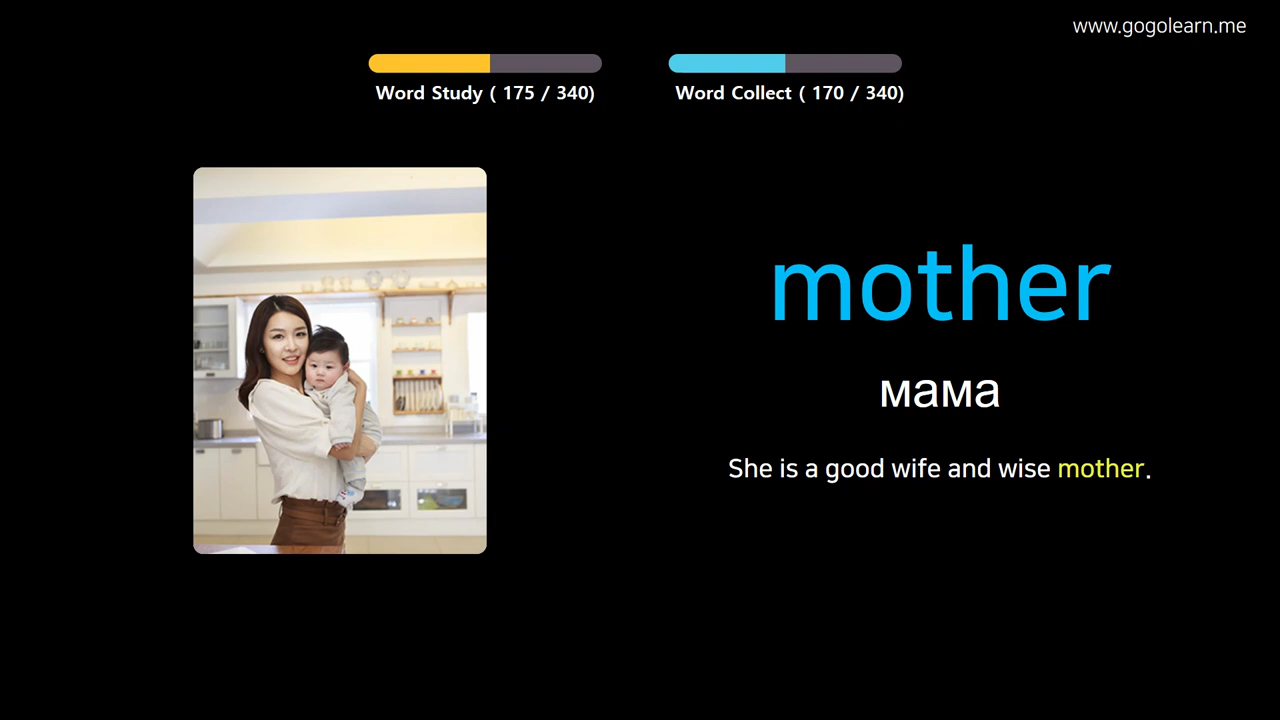 www.gogolearn.me
Word Study ( 175 / 340)
Word Collect ( 170 / 340)
mother
мама
She is a good wife and wise mother.